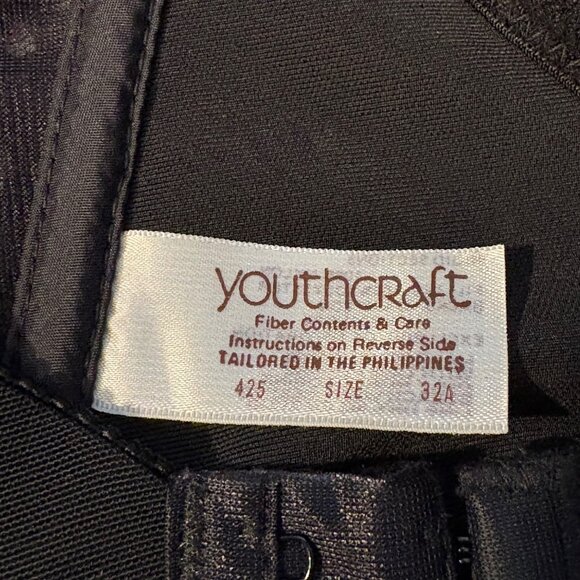 youthcraft
Fiber Contents & Care
Instructions on Reverse Side
TAILORED IN THE PHILIPPINES
425 SIZE 32A